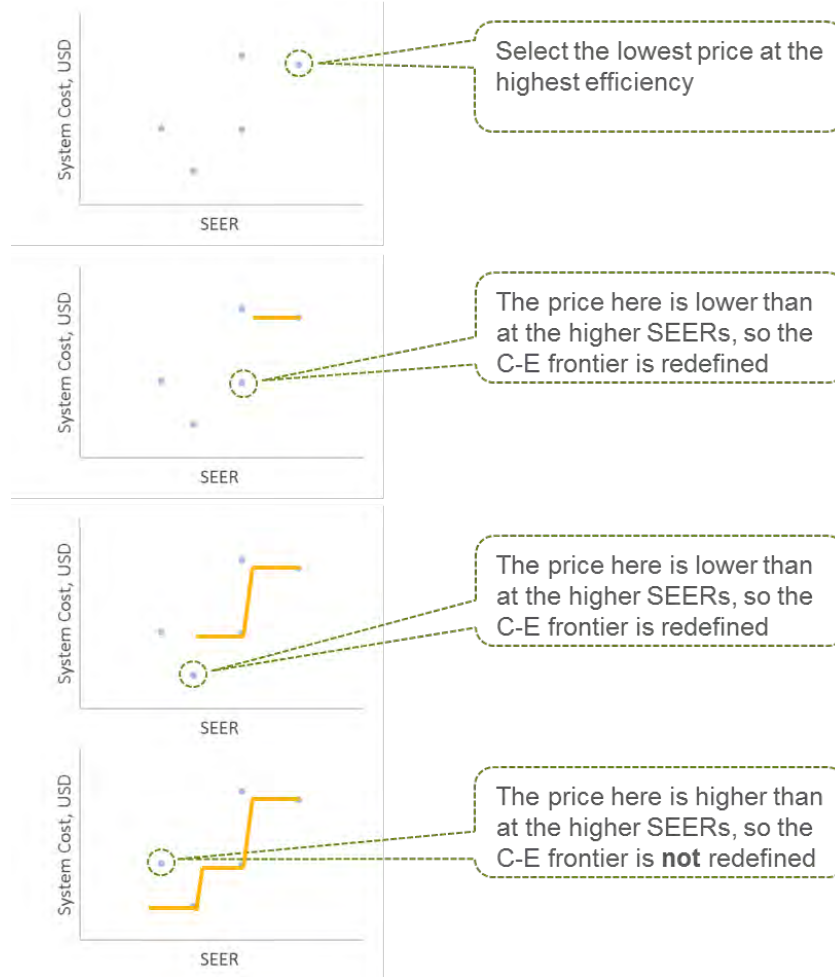 System Cost, USD
SEER
Select the lowest price at the
highest efficiency
System Cost, USD
SEER
The price here is lower than
at the higher SEERs, so the
C-E frontier is redefined
System Cost, USD
SEER
The price here is lower than
at the higher SEERs, so the
C-E frontier is redefined
System Cost, USD
SEER
The price here is higher than
at the higher SEERs, so the
C-E frontier is not redefined